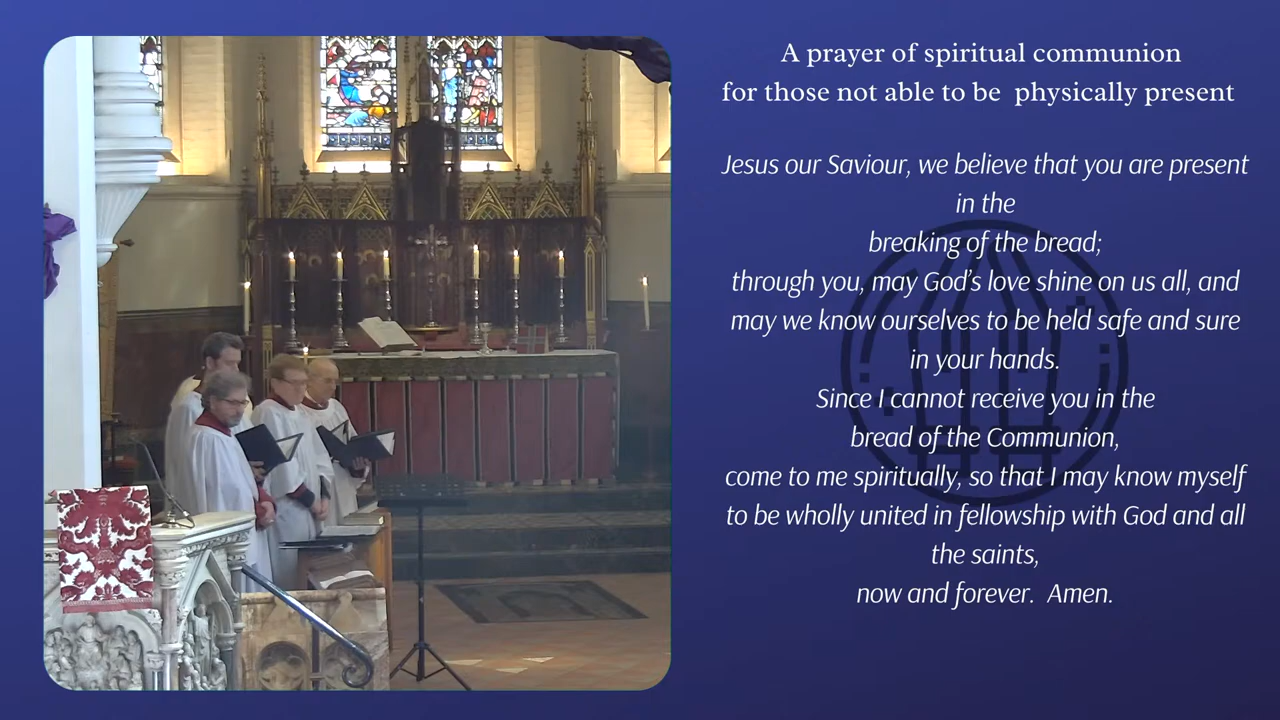 A prayer of spiritual communion
for those not able to be physically present
Jesus our Saviour, we believe that you are present
in the
breaking of the bread;
through you, may God’s love shine on us all, and
may we know ourselves to be held safe and sure
in your hands.
Since I cannot receive you in the
bread of the Communion,
come to me spiritually, so that I may know myself
to be wholly united in fellowship with God and all
the saints,
now and forever. Amen.